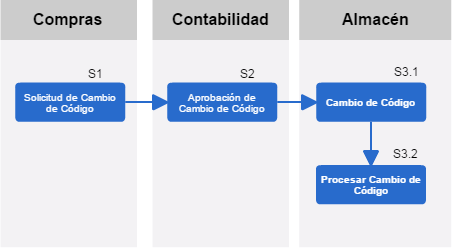 Compras
Contabilidad
Almacén
S1
S2
S3.1
Solicitud de Cambio
de Código
Aprobación de
Cambio de Código
Cambio de Código
S3.2
Procesar Cambio de
Código